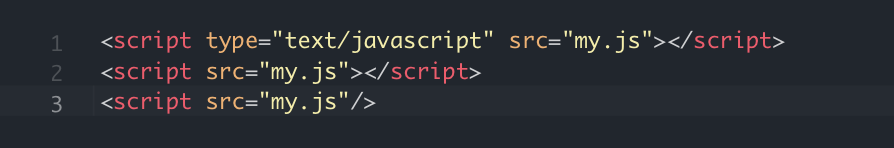 1 <script type="text/javascript" src="my.js"></script>
2 <script src="my.js"></script>
3 <script src="my.js"/>